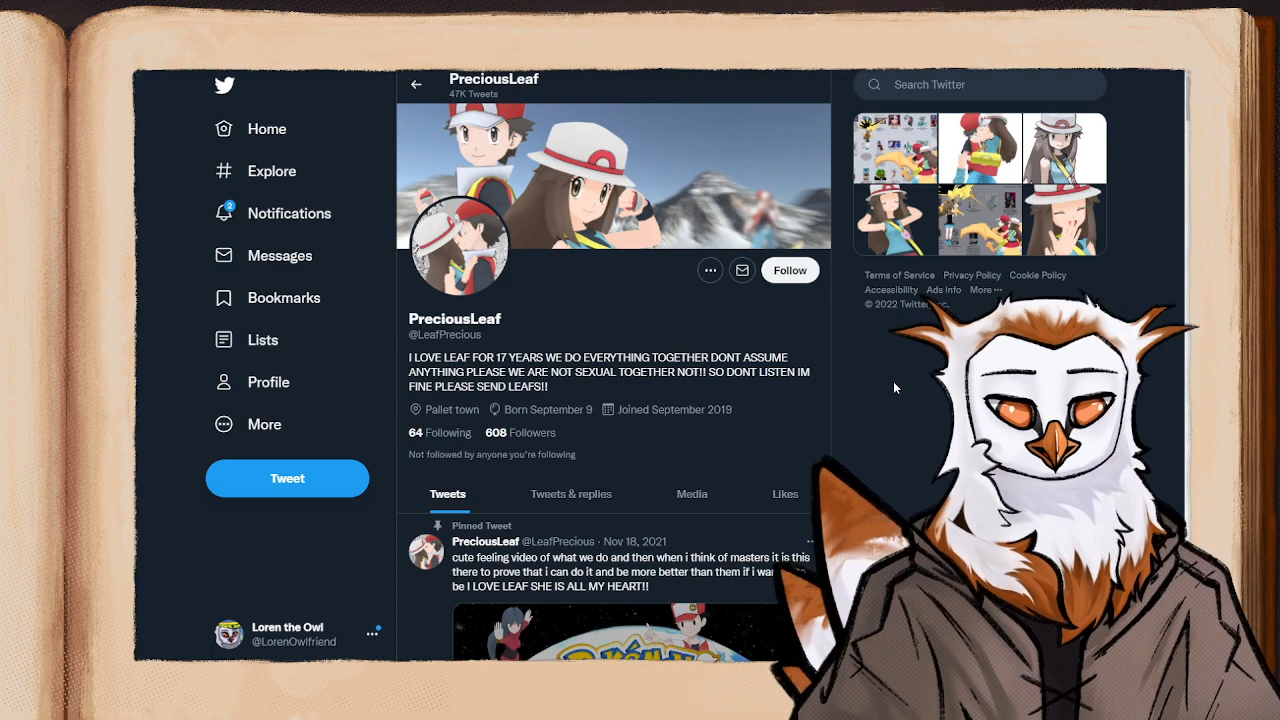 PreciousLeaf
47K Tweets
Search Twitter
Home
Explore
2
Notifications
Messages
Bookmarks
Lists
Profile
More
Tweet
Follow
PreciousLeaf
@LeafPrecious
I LOVE LEAF FOR 17 YEARS WE DO EVERYTHING TOGETHER DONT ASSUME
ANYTHING PLEASE WE ARE NOT SEXUAL TOGETHER NOT!! SO DONT LISTEN IM
FINE PLEASE SEND LEAFS!!
Pallet town Born September 9 Joined September 2019
64 Following 608 Followers
Not followed by anyone you're following
Tweets Tweets & replies Media Likes
Pinned Tweet
PreciousLeaf @LeafPrecious · Nov 18, 2021
cute feeling video of what we do and then when i think of masters it is this
there to prove that i can do it and be more better than them if i
be I LOVE LEAF SHE IS ALL MY HEART!!
Terms of Service Privacy Policy Cookie Policy
Accessibility Ads info More ···
© 2022 Twitter
Loren the Owl
@LorenOwlfriend